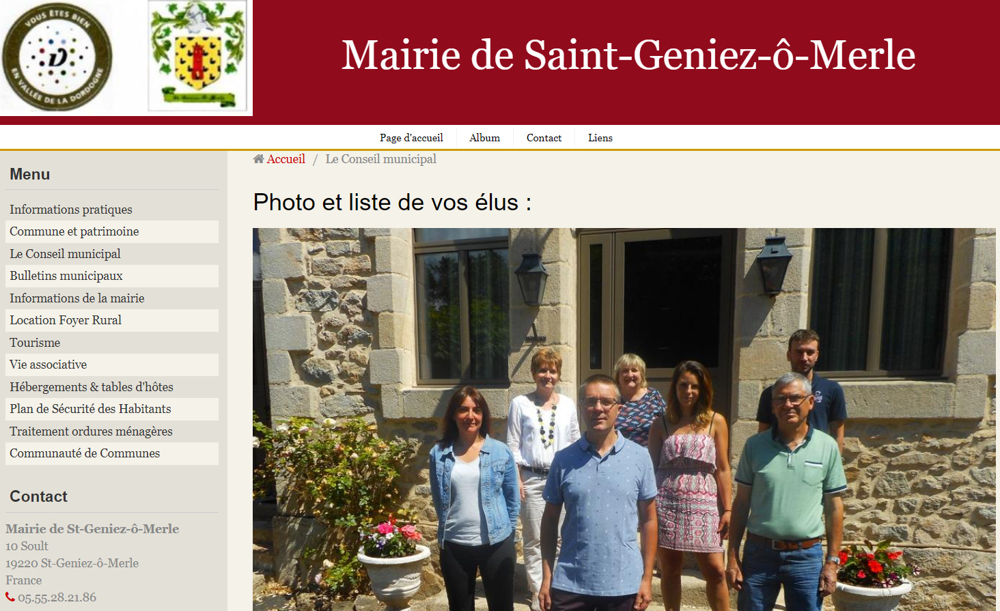 VOUS ÊTES BIEN
EN VALLÉE DE LA DORDOGNE
Mairie de Saint-Geniez-ô-Merle
Page d'accueil
Album
Contact
Liens
Accueil / Le Conseil municipal
Menu
Informations pratiques
Commune et patrimoine
Le Conseil municipal
Bulletins municipaux
Informations de la mairie
Location Foyer Rural
Tourisme
Vie associative
Hébergements & tables d'hôtes
Plan de Sécurité des Habitants
Traitement ordures ménagères
Communauté de Communes
Contact
Mairie de St-Geniez-ô-Merle
10 Soult
19220 St-Geniez-ô-Merle
France
05.55.28.21.86
Photo et liste de vos élus :